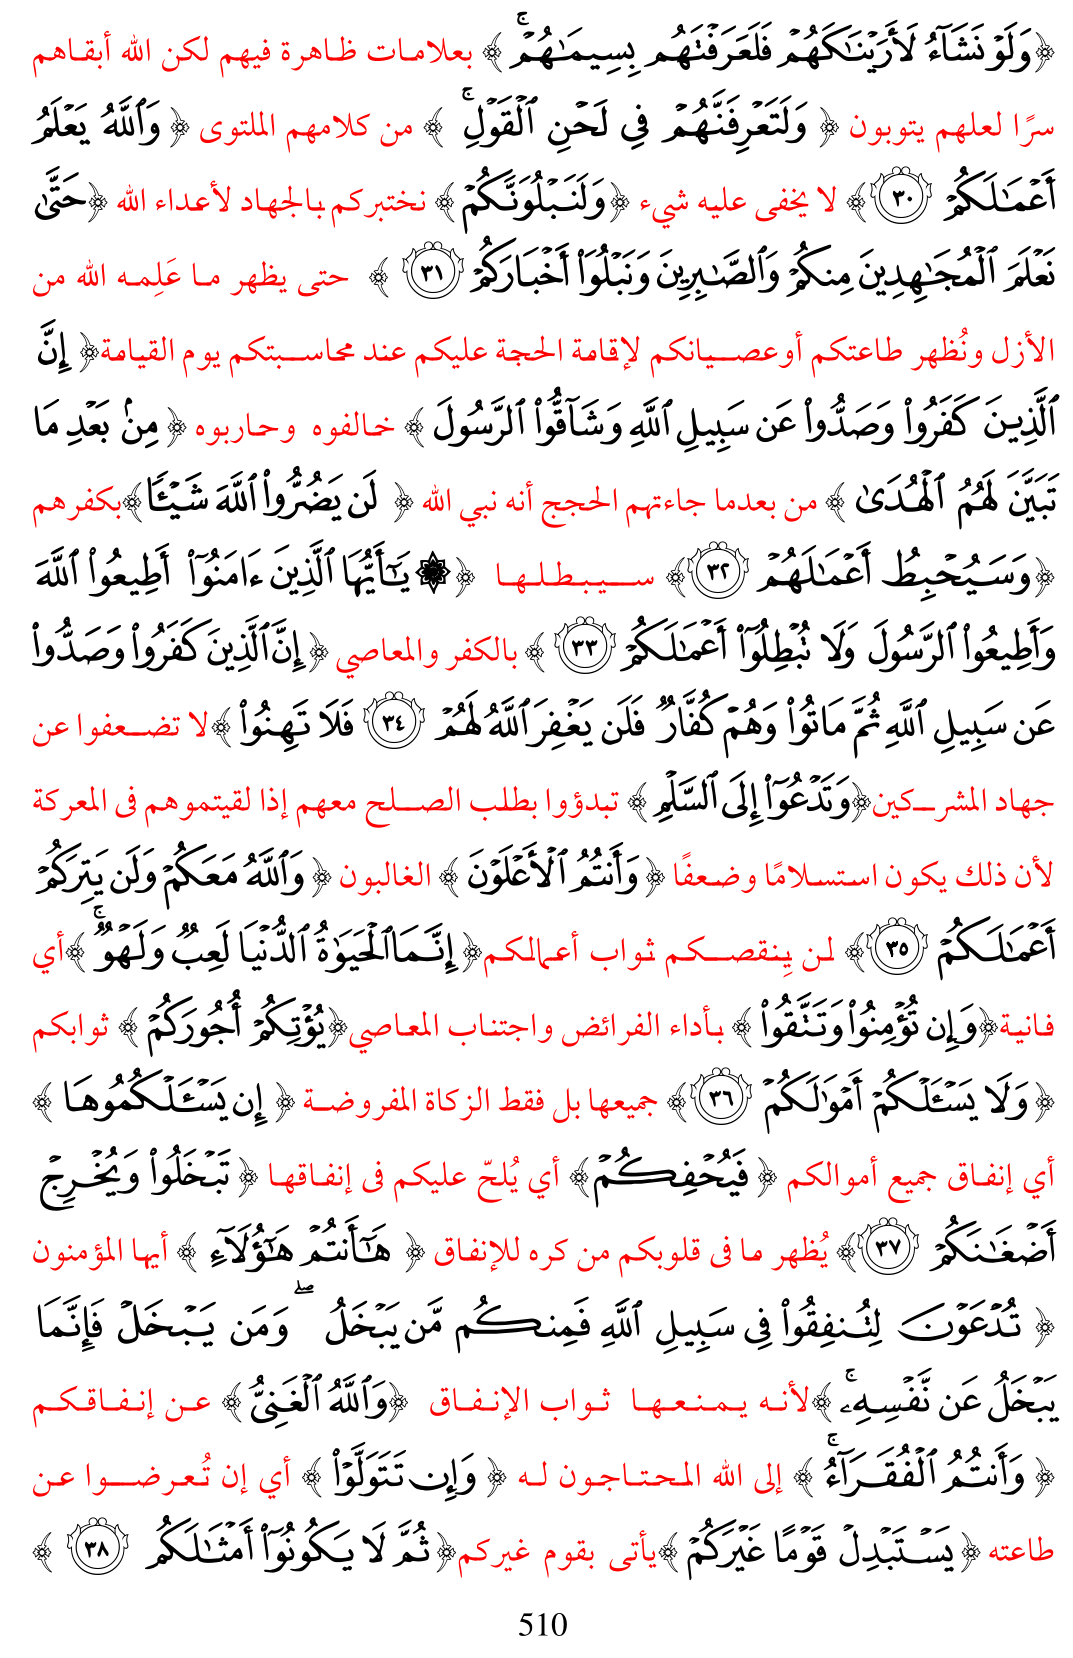 ﴿وَلَوْ نَشَآءُ لَأَرَيْنَـٰكَهُمْ فَلَعَرَفْتَهُم بِسِيمَـٰهُمْ ۚ ﴾ بعلامات ظاهرة فيهم لكن الله أبقاهم
سرًا لعلهم يتوبون ﴿ وَلَتَعْرِفَنَّهُمْ فِى لَحْنِ ٱلْقَوْلِ ۚ ﴾ من كلامهم الملتوى ﴿ وَٱللَّهُ يَعْلَمُ
أَعْمَـٰلَكُمْ ٣٠ ﴾ لا يخفى عليه شيء ﴿وَلَنَبْلُوَنَّكُمْ ﴾ نختبركم بالجهاد لأعداء الله ﴿حَتَّىٰ
نَعْلَمَ ٱلْمُجَـٰهِدِينَ مِنكُمْ وَٱلصَّـٰبِرِينَ وَنَبْلُوَا۟ أَخْبَارَكُمْ ٣١ ﴾ حتى يظهر ما عَلِمه الله من
الأزل ونُظهر طاعتكم أوعصيانكم لإقامة الحجة عليكم عند محاسبتكم يوم القيامة﴿ إِنَّ
ٱلَّذِينَ كَفَرُوا۟ وَصَدُّوا۟ عَن سَبِيلِ ٱللَّهِ وَشَآقُّوا۟ ٱلرَّسُولَ ﴾ خالفوه وحاربوه ﴿ مِنۢ بَعْدِ مَا
تَبَيَّنَ لَهُمُ ٱلْهُدَىٰ ﴾ من بعدما جاءتهم الحجج أنه نبي الله ﴿ لَن يَضُرُّوا۟ ٱللَّهَ شَيْـًٔا﴾بكفرهم
﴿وَسَيُحْبِطُ أَعْمَـٰلَهُمْ ٣٢ ﴾ سيبطلها ﴿۞ يَـٰٓأَيُّهَا ٱلَّذِينَ ءَامَنُوٓا۟ أَطِيعُوا۟ ٱللَّهَ
وَأَطِيعُوا۟ ٱلرَّسُولَ وَلَا تُبْطِلُوٓا۟ أَعْمَـٰلَكُمْ ٣٣ ﴾ بالكفر والمعاصي ﴿ إِنَّ ٱلَّذِينَ كَفَرُوا۟ وَصَدُّوا۟
عَن سَبِيلِ ٱللَّهِ ثُمَّ مَاتُوا۟ وَهُمْ كُفَّارٌ فَلَن يَغْفِرَ ٱللَّهُ لَهُمْ ٣٤ فَلَا تَهِنُوا۟ ﴾لا تضعفوا عن
جهاد المشركين﴿وَتَدْعُوٓا۟ إِلَى ٱلسَّلْمِ ﴾ تبدؤوا بطلب الصلح معهم إذا لقيتموهم فى المعركة
لأن ذلك يكون استسلامًا وضعفًا ﴿ وَأَنتُمُ ٱلْأَعْلَوْنَ ﴾ الغالبون ﴿ وَٱللَّهُ مَعَكُمْ وَلَن يَتِرَكُمْ
أَعْمَـٰلَكُمْ ٣٥ ﴾ لن يِنقصكم ثواب أعمالكم﴿ إِنَّمَا ٱلْحَيَوٰةُ ٱلدُّنْيَا لَعِبٌ وَلَهْوٌ ۚ ﴾أي
فانية﴿وَإِن تُؤْمِنُوا۟ وَتَتَّقُوا۟ ﴾ بأداء الفرائض واجتناب المعاصي﴿يُؤْتِكُمْ أُجُورَكُمْ ﴾ ثوابكم
﴿وَلَا يَسْـَٔلْكُمْ أَمْوَٰلَكُمْ ٣٦ ﴾ جميعها بل فقط الزكاة المفروضة ﴿ إِن يَسْـَٔلْكُمُوهَا ﴾
أي إنفاق جميع أموالكم ﴿ فَيُحْفِكُمْ ﴾ أي يُلحّ عليكم فى إنفاقها ﴿ تَبْخَلُوا۟ وَيُخْرِجْ
أَضْغَـٰنَكُمْ ٣٧ ﴾ يُظهر ما فى قلوبكم من كره للإنفاق ﴿ هَـٰٓأَنتُمْ هَـٰٓؤُلَآءِ ﴾ أيها المؤمنون
﴿ تُدْعَوْنَ لِتُنفِقُوا۟ فِى سَبِيلِ ٱللَّهِ فَمِنكُم مَّن يَبْخَلُ ۖ وَمَن يَبْخَلْ فَإِنَّمَا
يَبْخَلُ عَن نَّفْسِهِۦ ۚ ﴾لأنه يمنعها ثواب الإنفاق ﴿وَٱللَّهُ ٱلْغَنِىُّ ﴾ عن إنفاقكم
﴿ وَأَنتُمُ ٱلْفُقَرَآءُ ۚ ﴾ إلى الله المحتاجون له ﴿ وَإِن تَتَوَلَّوْا۟ ﴾ أي إن تُعرضوا عن
طاعته ﴿يَسْتَبْدِلْ قَوْمًا غَيْرَكُمْ ﴾يأتى بقوم غيركم﴿ ثُمَّ لَا يَكُونُوٓا۟ أَمْثَـٰلَكُم ٣٨ ﴾
510